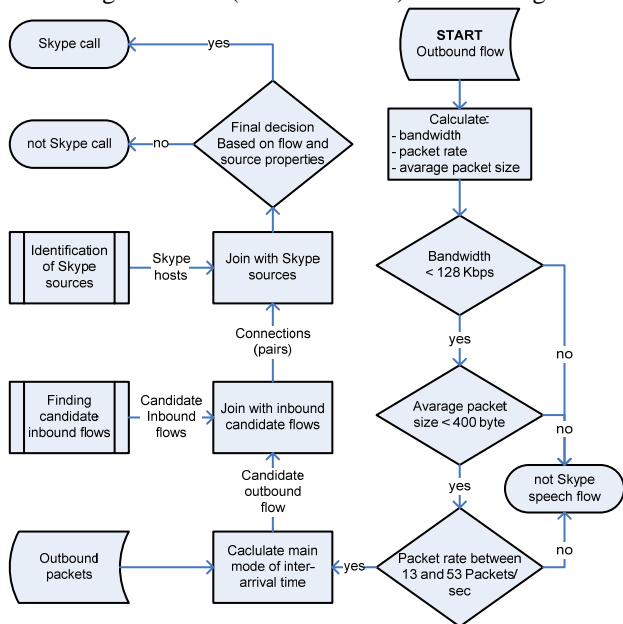 START
Outbound flow
Calculate:
- bandwidth
- packet rate
- avarage packet size
Bandwidth
< 128 Kbps
yes
no
Avarage packet
size < 400 byte
no
yes
not Skype
speech flow
Packet rate between
13 and 53 Packets/
sec
no
yes
Outbound
packets
Caclulate main
mode of inter-
arrival time
Candidate
outbound
flow
Finding
candidate
inbound flows
Candidate
Inbound
flows
Join with inbound
candidate flows
Connections
(pairs)
Identification
of Skype
sources
Skype
hosts
Join with Skype
sources
Final decision
Based on flow and
source properties
no
not Skype call
yes
Skype call